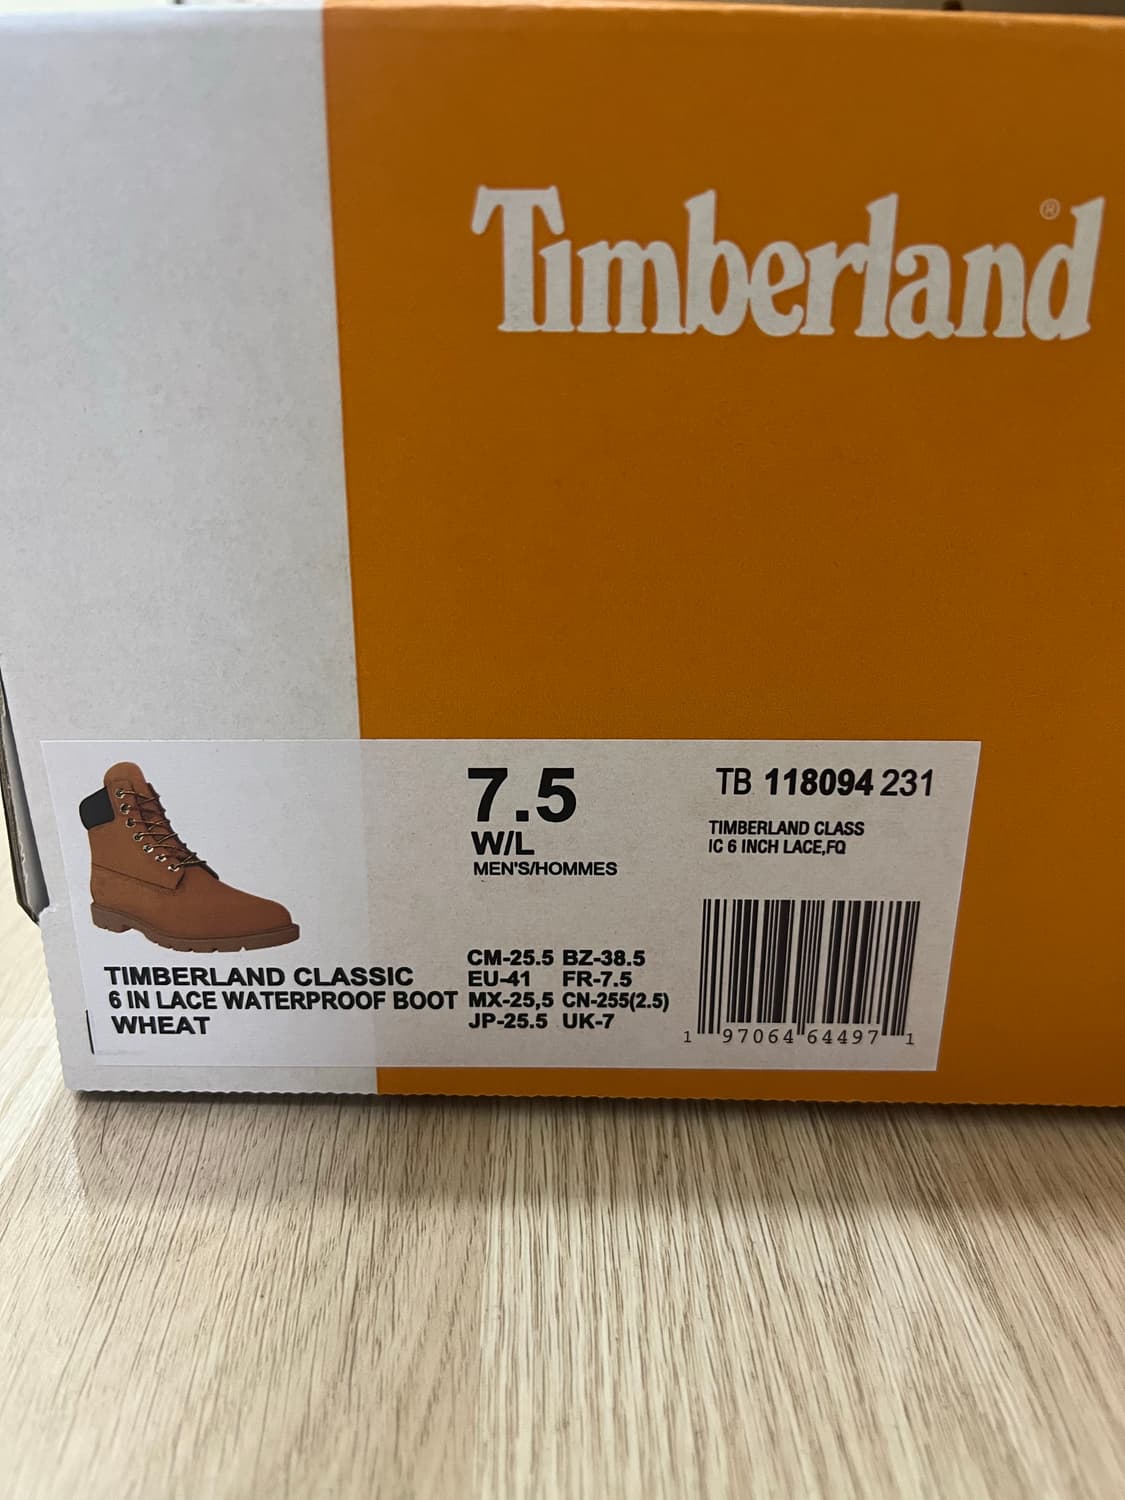 Timberland®
7.5
W/L
MEN'S/HOMMES
TB 118094 231
TIMBERLAND CLASS
IC 6 INCH LACE,FQ
CM-25.5 BZ-38.5
EU-41 FR-7.5
MX-25,5 CN-255(2.5)
JP-25.5 UK-7
TIMBERLAND CLASSIC
6 IN LACE WATERPROOF BOOT
WHEAT
1 97064 64497 1